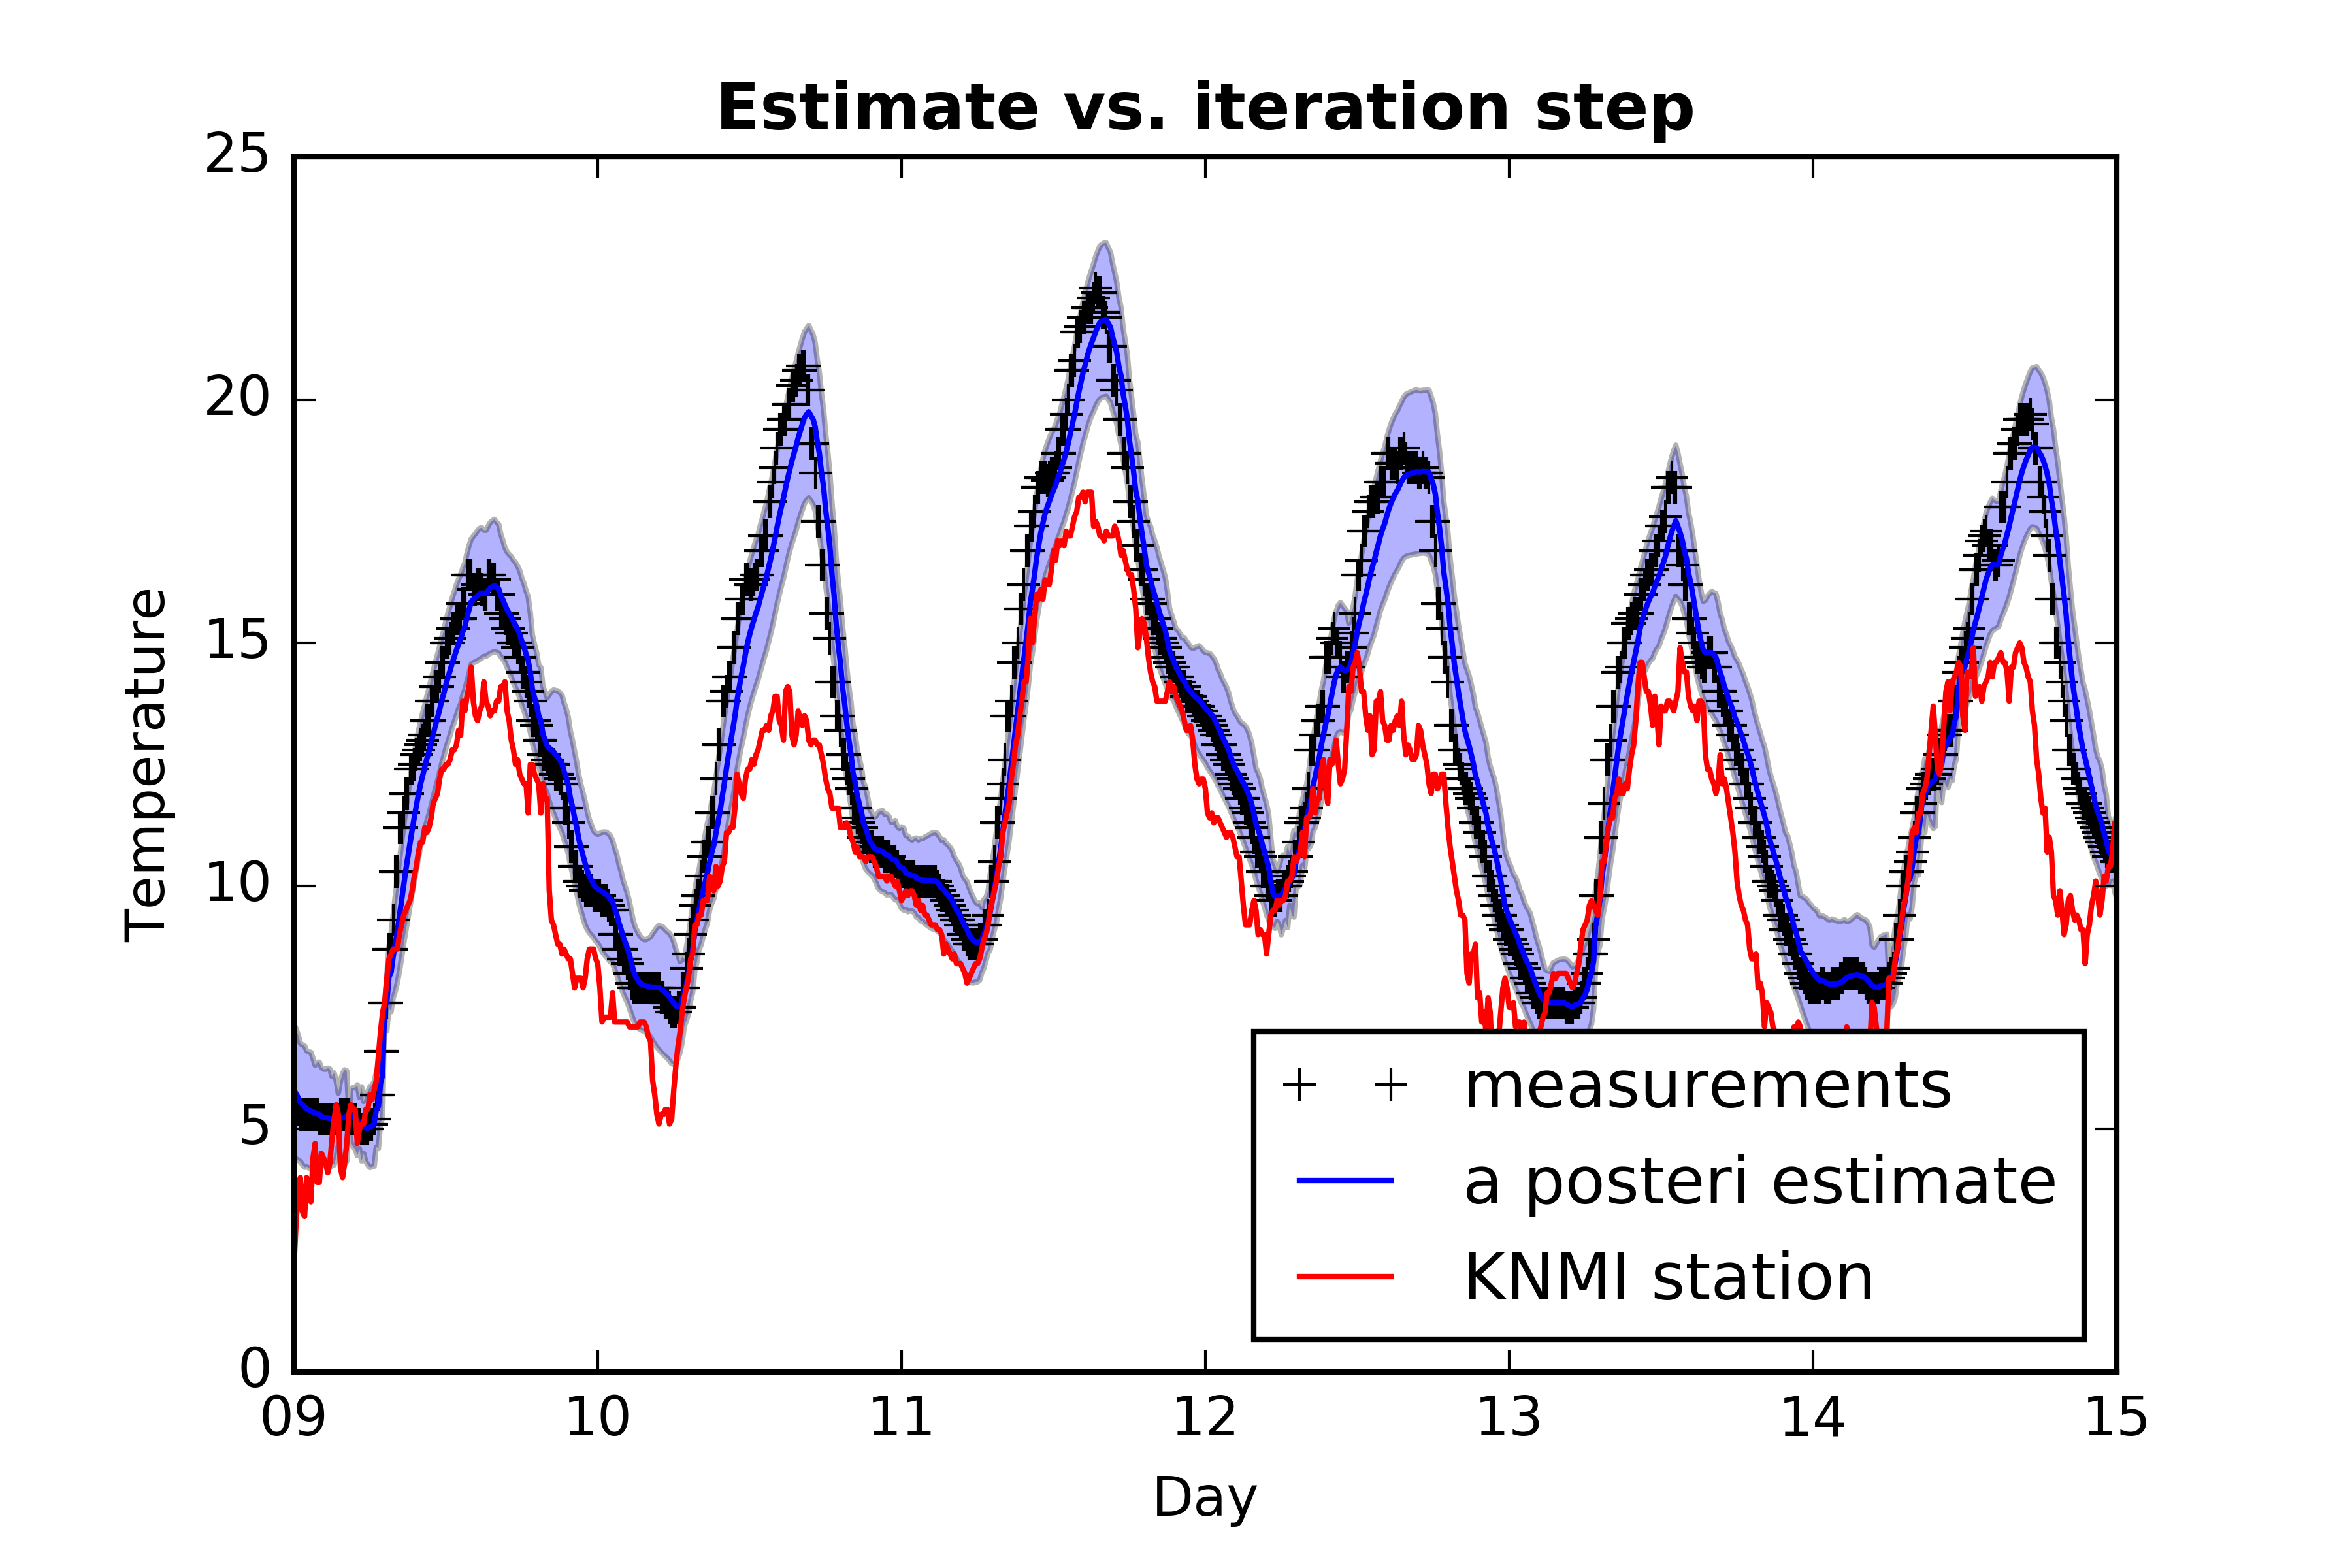 Estimate vs. iteration step
25
20
15
10
5
0
Temperature
09 10 11 12 13 14 15
Day
measurements
a posteri estimate
KNMI station